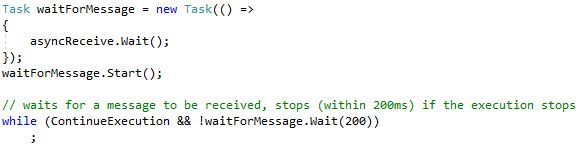 Task waitForMessage = new Task(() =>
{
    asyncReceive.Wait();
});
waitForMessage.Start();
// waits for a message to be received, stops (within 200ms) if the execution stops
while (ContinueExecution && !waitForMessage.Wait(200))
    ;